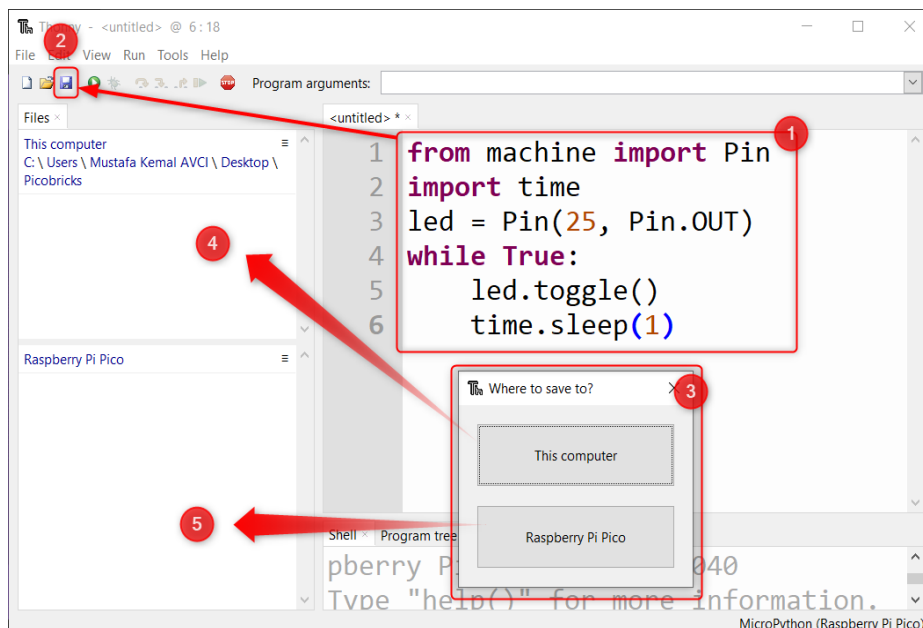 Thonny - <untitled> @ 6:18
2
File Edit View Run Tools Help
STOP
Program arguments:
Files ×
<untitled> * ×
1
This computer
C: \ Users \ Mustafa Kemal AVCI \ Desktop \
Picobricks
1 from machine import Pin
2 import time
3 led = Pin(25, Pin.OUT)
4 while True:
5 led.toggle()
6 time.sleep(1)
4
Raspberry Pi Pico
Where to save to?
3
This computer
Raspberry Pi Pico
5
Shell × Program tree
pberry P 040
Type "help()" for more information.
MicroPython (Raspberry Pi Pico)